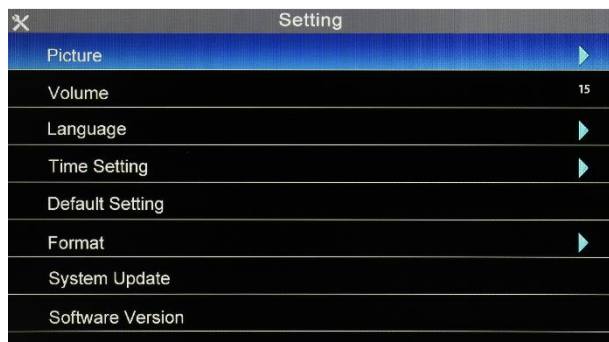 Setting
Picture
Volume 15
Language
Time Setting
Default Setting
Format
System Update
Software Version